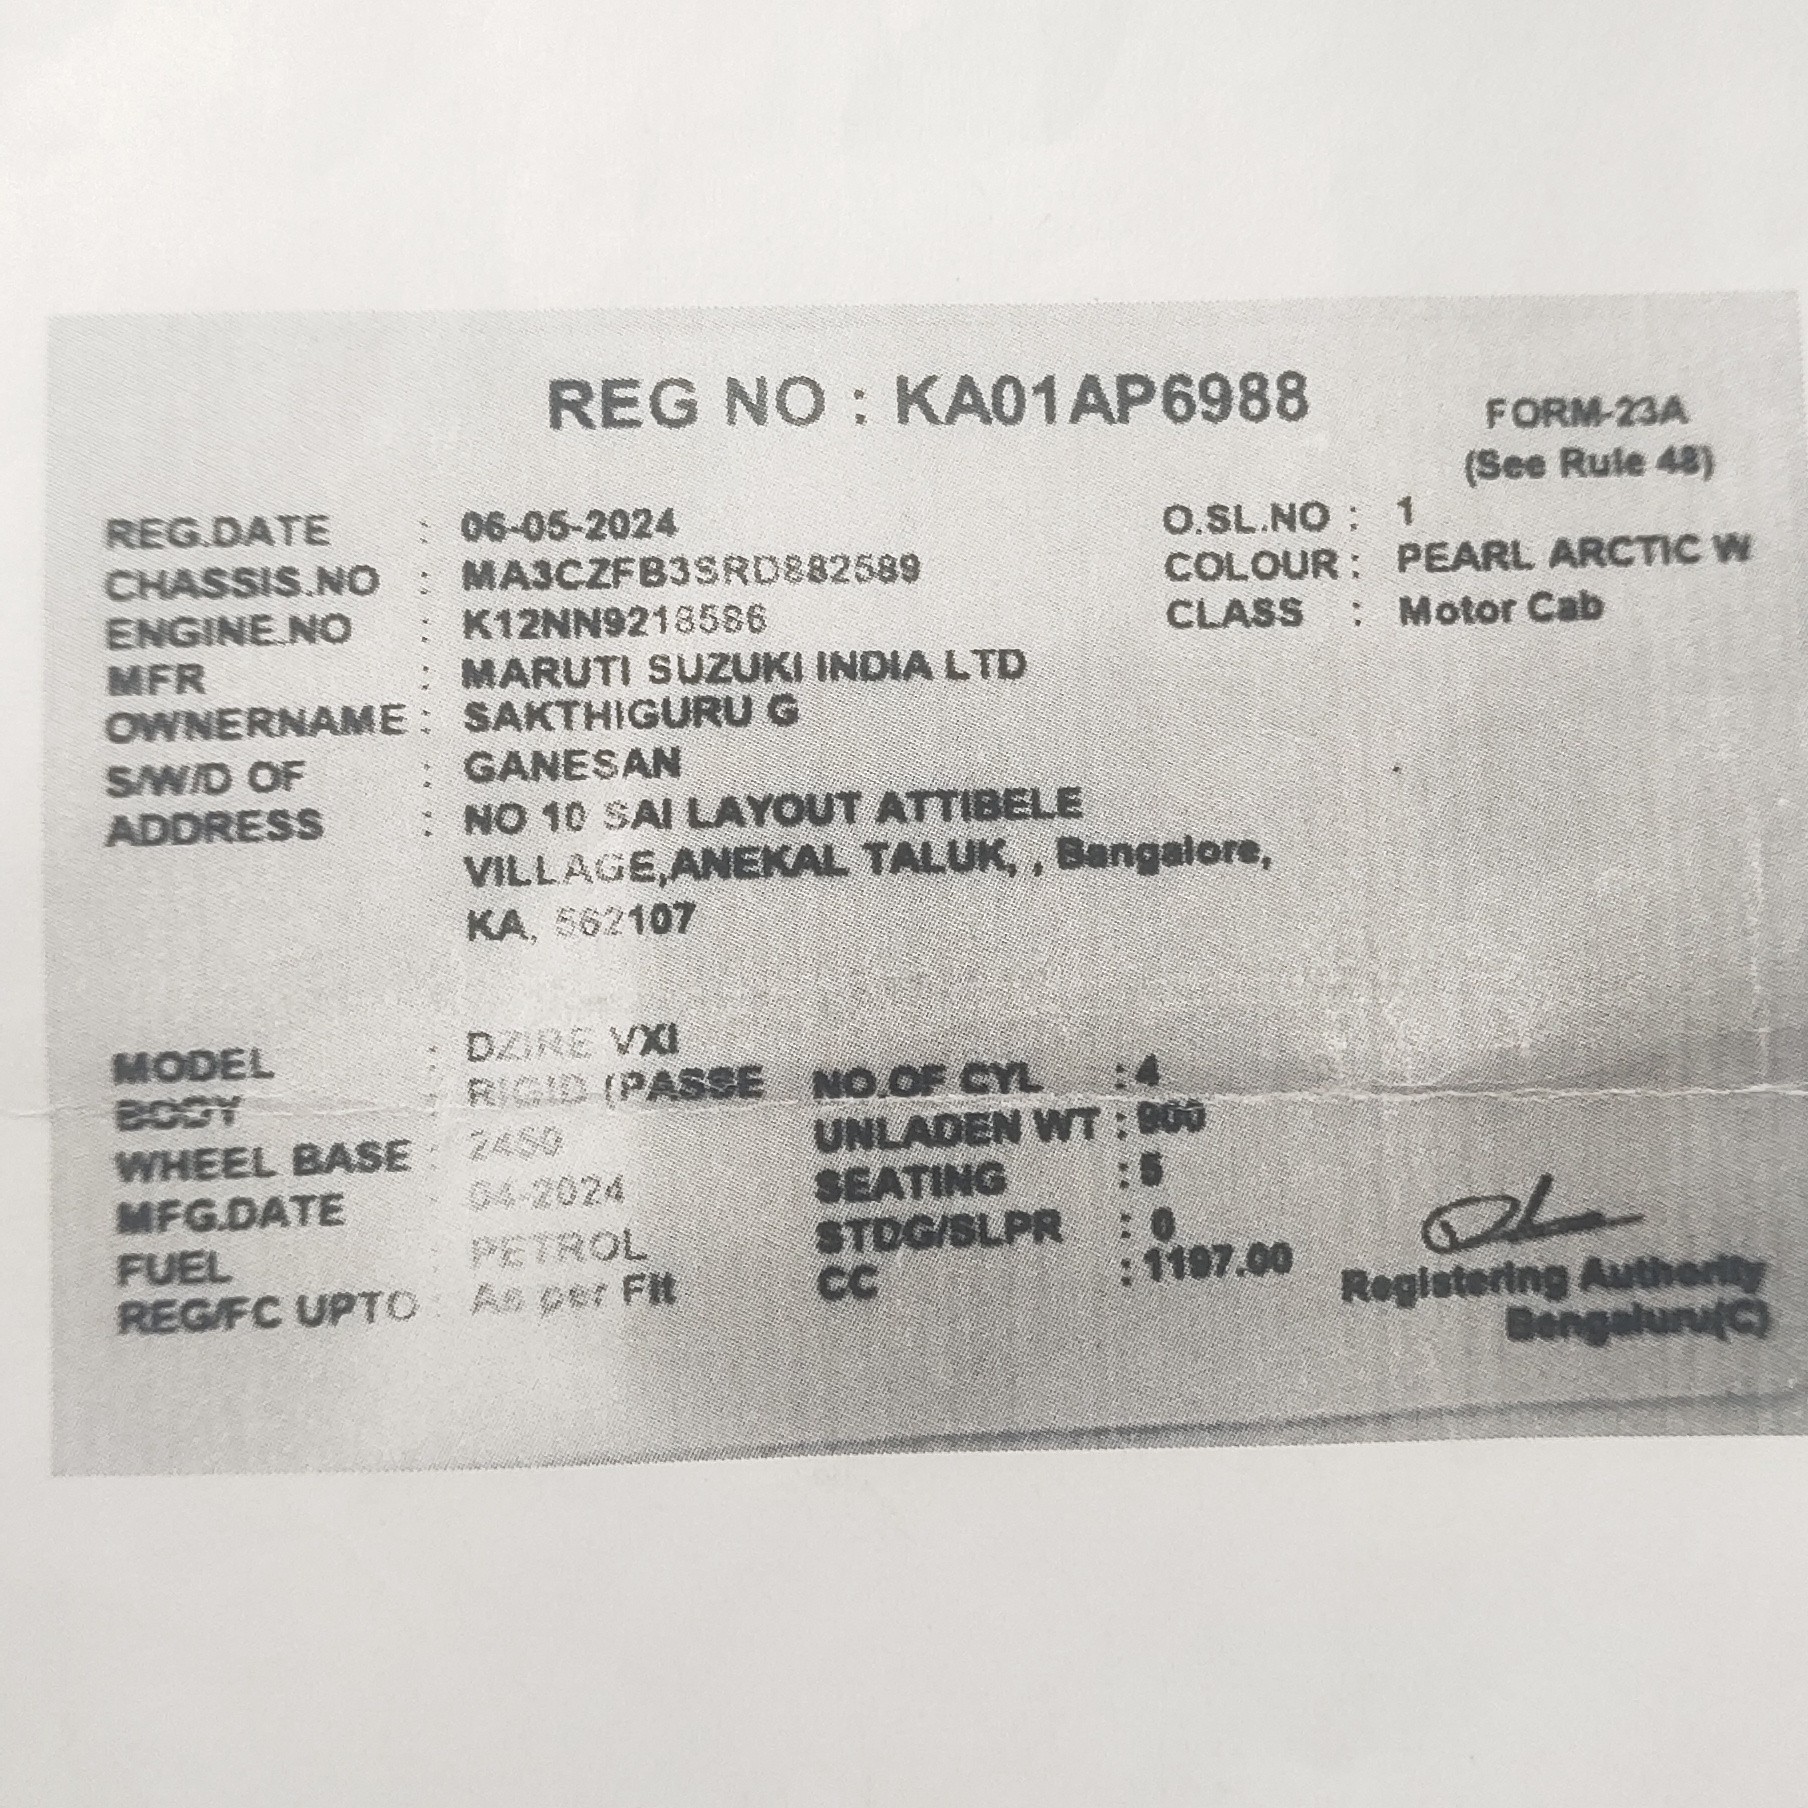 REG NO : KA01AP6988
FORM-23A
(See Rule 48)
REG.DATE : 06-05-2024 O.SL.NO : 1
CHASSIS.NO : MA3CZFB3SRD882589 COLOUR : PEARL ARCTIC W
ENGINE.NO : K12NN9218586 CLASS : Motor Cab
MFR : MARUTI SUZUKI INDIA LTD
OWNERNAME : SAKTHIGURU G
S/W/D OF : GANESAN
ADDRESS : NO 10 SAI LAYOUT ATTIBELE
VILLAGE,ANEKAL TALUK, , Bangalore,
KA, 562107
MODEL : DZIRE VXI
BODY : RIGID (PASSE NO.OF CYL : 4
WHEEL BASE : 2450 UNLADEN WT : 900
MFG.DATE : 04-2024 SEATING : 5
FUEL : PETROL STDG/SLPR : 0
REG/FC UPTO : As per Fit CC : 1197.00
Registering Authority
Bengaluru(C)